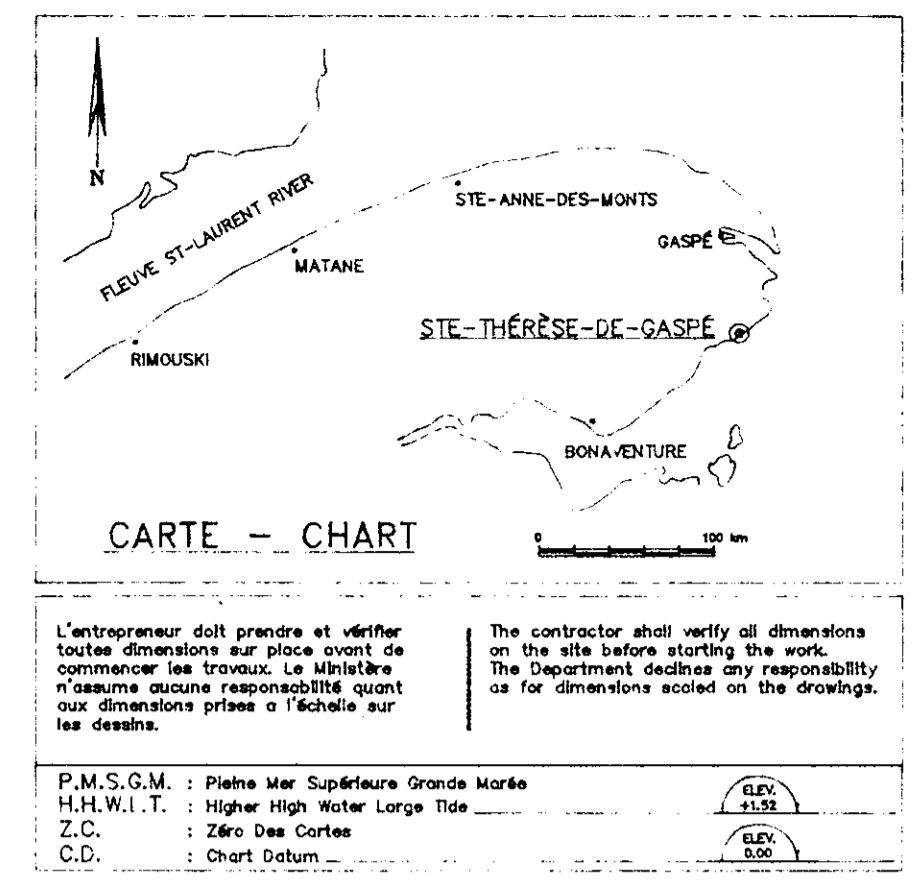 N
FLEUVE ST-LAURENT RIVER
STE-ANNE-DES-MONTS
GASPÉ
MATANE
STE-THÉRÈSE-DE-GASPÉ
RIMOUSKI
BONAVENTURE
CARTE - CHART
0 100 km
L'entrepreneur doit prendre et vérifier
toutes dimensions sur place avant de
commencer les travaux. Le Ministère
n'assume aucune responsabilité quant
aux dimensions prises a l'échelle sur
les dessins.
The contractor shall verify all dimensions
on the site before starting the work.
The Department declines any responsibility
as for dimensions scaled on the drawings.
P.M.S.G.M. : Pleine Mer Supérieure Grande Marée
H.H.W.L.T. : Higher High Water Large Tide
ELEV.
+1.52
Z.C. : Zéro Des Cartes
C.D. : Chart Datum
ELEV.
0.00